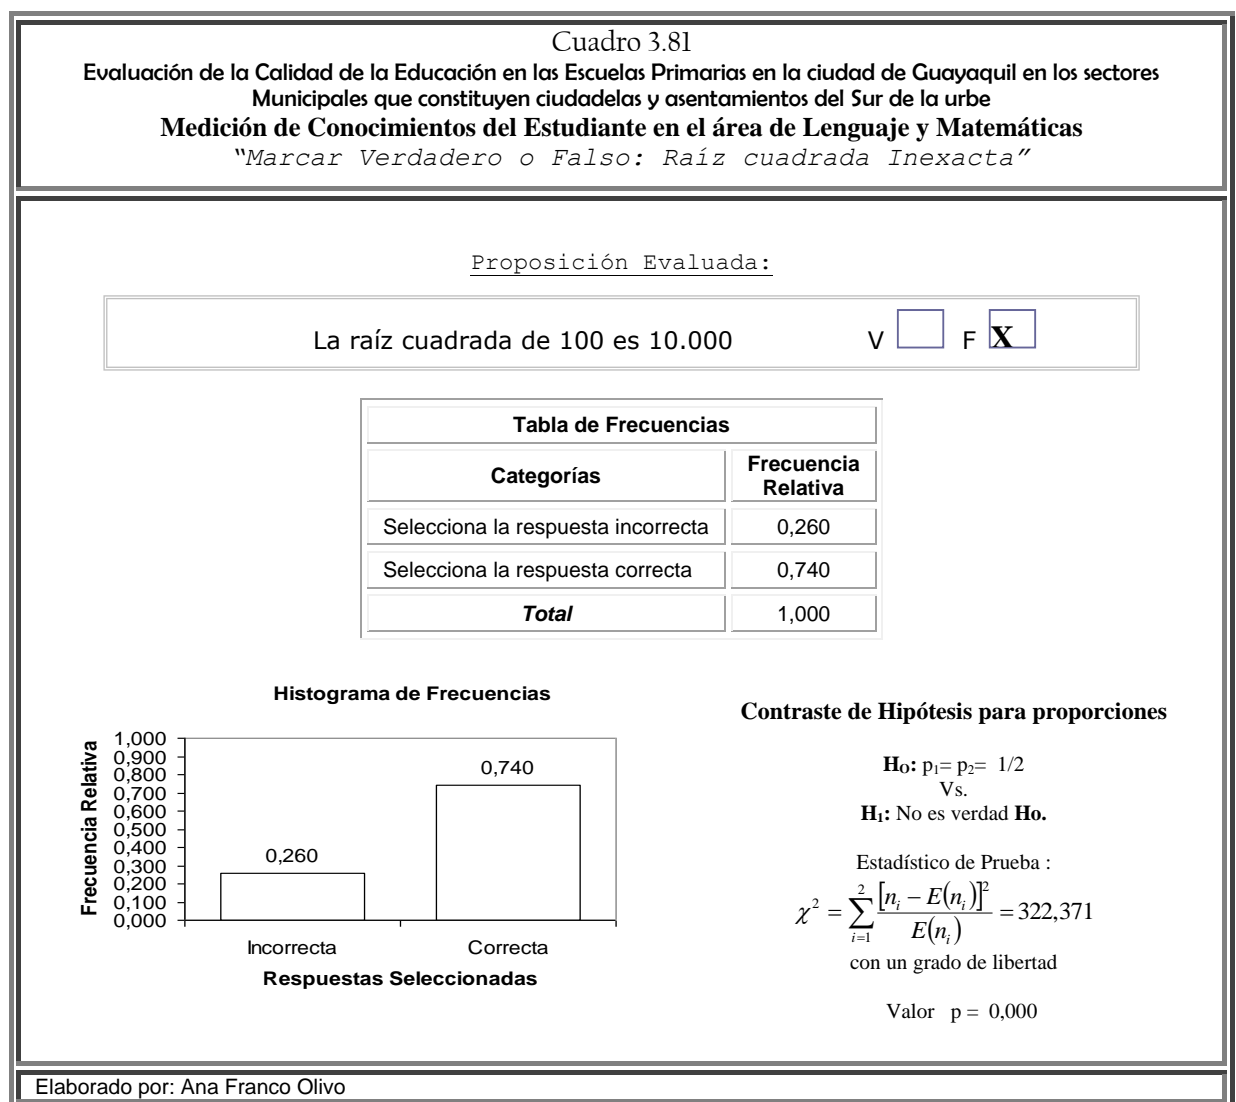 Cuadro 3.81
Evaluación de la Calidad de la Educación en las Escuelas Primarias en la ciudad de Guayaquil en los sectores
Municipales que constituyen ciudadelas y asentamientos del Sur de la urbe
Medición de Conocimientos del Estudiante en el área de Lenguaje y Matemáticas
“Marcar Verdadero o Falso: Raíz cuadrada Inexacta”
Proposición Evaluada:
La raíz cuadrada de 100 es 10.000 V F X
Tabla de Frecuencias
Categorías Frecuencia Relativa
Selecciona la respuesta incorrecta 0,260
Selecciona la respuesta correcta 0,740
Total 1,000
Histograma de Frecuencias
Frecuencia Relativa
1,000
0,900
0,800
0,700
0,600
0,500
0,400
0,300
0,200
0,100
0,000
0,260
0,740
Incorrecta Correcta
Respuestas Seleccionadas
Contraste de Hipótesis para proporciones
H₀: p₁= p₂= 1/2
Vs.
H₁: No es verdad Ho.
Estadístico de Prueba :
χ² = ∑_{i=1}^{2} [n_i − E(n_i)]² / E(n_i) = 322,371
con un grado de libertad
Valor p = 0,000
Elaborado por: Ana Franco Olivo